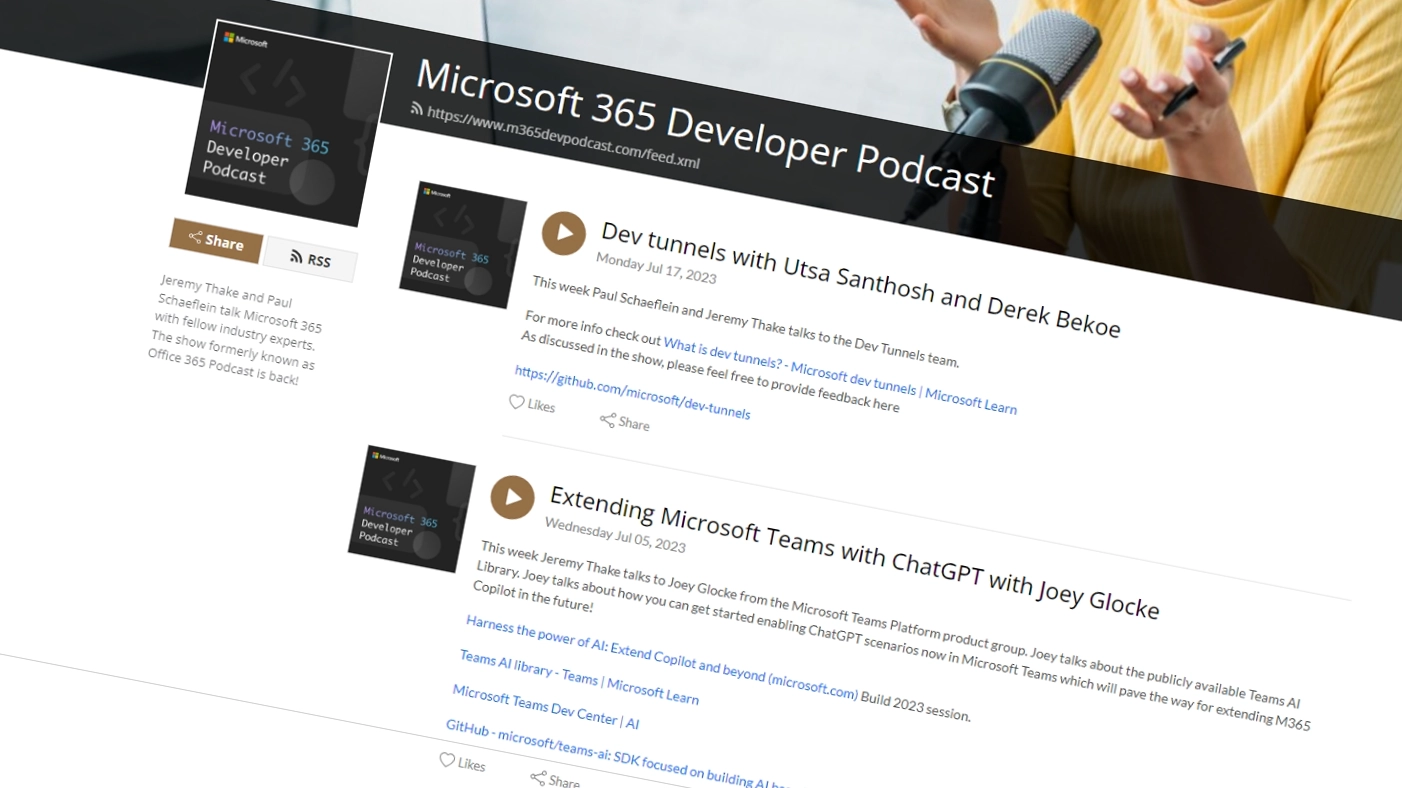 Microsoft
Microsoft 365
Developer
Podcast
Microsoft 365 Developer Podcast
https://www.m365devpodcast.com/feed.xml
Share
RSS
Jeremy Thake and Paul
Schaeflein talk Microsoft 365
with fellow industry experts.
The show formerly known as
Office 365 Podcast is back!
Microsoft
Microsoft 365
Developer
Podcast
Dev tunnels with Utsa Santhosh and Derek Bekoe
Monday Jul 17, 2023
This week Paul Schaeflein and Jeremy Thake talks to the Dev Tunnels team.
For more info check out What is dev tunnels? - Microsoft dev tunnels | Microsoft Learn
As discussed in the show, please feel free to provide feedback here
https://github.com/microsoft/dev-tunnels
Likes
Share
Microsoft
Microsoft 365
Developer
Podcast
Extending Microsoft Teams with ChatGPT with Joey Glocke
Wednesday Jul 05, 2023
This week Jeremy Thake talks to Joey Glocke from the Microsoft Teams Platform product group. Joey talks about the publicly available Teams AI
Library. Joey talks about how you can get started enabling ChatGPT scenarios now in Microsoft Teams which will pave the way for extending M365
Copilot in the future!
Harness the power of AI: Extend Copilot and beyond (microsoft.com) Build 2023 session.
Teams AI library - Teams | Microsoft Learn
Microsoft Teams Dev Center | AI
GitHub - microsoft/teams-ai: SDK focused on building AI
Likes
Share